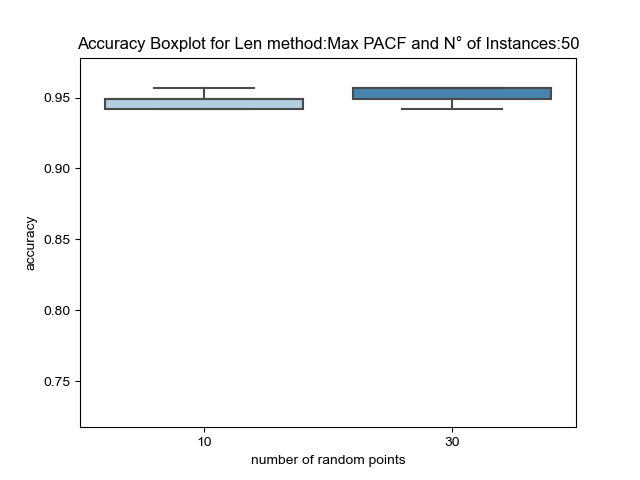 Accuracy Boxplot for Len method:Max PACF and N° of Instances:50
0.95
0.90
0.85
0.80
0.75
accuracy
10
30
number of random points